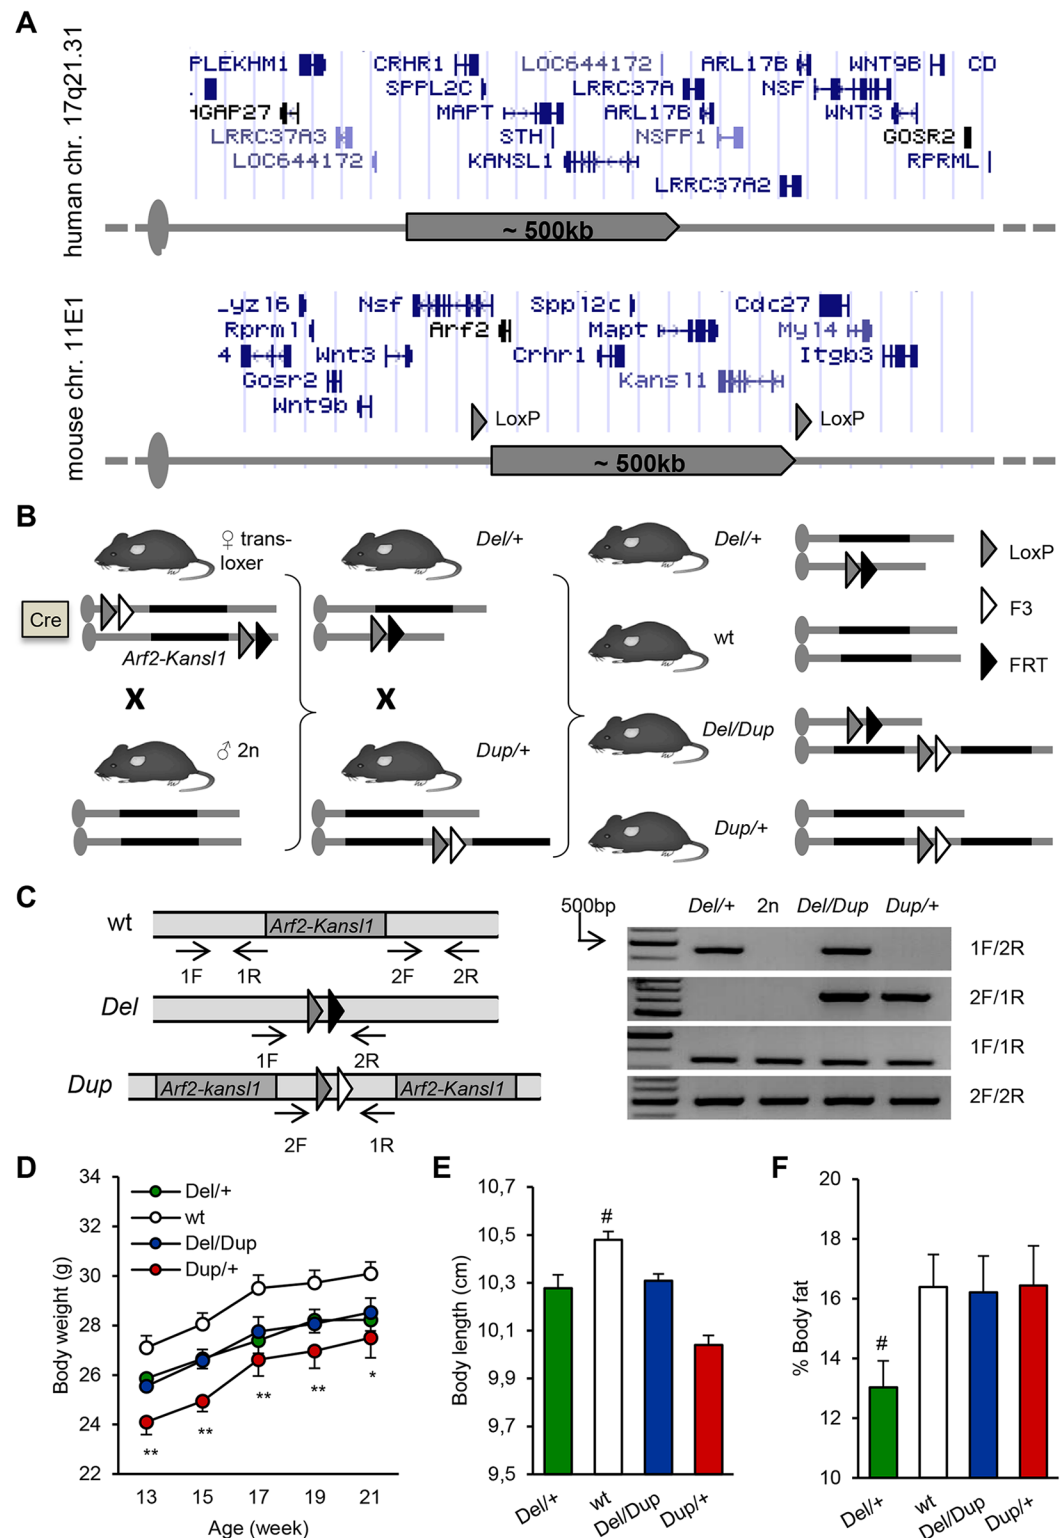 A
human chr. 17q21.31
PLEKHM1 CRHR1 LOC644172 ARL17B WNT9B CD
SPPL2C LRRC37A NSF
GAP27 MAPT ARL17B WNT3
LRRC37A3 STH NSFP1 GOSR2
LOC644172 KANSL1 RPRML
LRRC37A2
~ 500kb
mouse chr. 11E1
yzl6 Nsf Sppl2c Cdc27
Rprml Arf2 Mapt Myl4
4 Wnt3 Crhr1 Itgb3
Gosr2 Kansl1
Wnt9b
LoxP LoxP
~ 500kb
B
♀ trans-
loxer
Del/+
Del/+
LoxP
Cre
F3
Arf2-Kansl1
wt
FRT
X X
♂ 2n
Dup/+
Del/Dup
Dup/+
C
wt
Arf2-Kansl1
1F 1R 2F 2R
Del
1F 2R
Dup
Arf2-kansl1 Arf2-Kansl1
2F 1R
500bp
Del/+ 2n Del/Dup Dup/+
1F/2R
2F/1R
1F/1R
2F/2R
D
Body weight (g)
34
32
30
28
26
24
22
Del/+
wt
Del/Dup
Dup/+
** ** ** ** *
13 15 17 19 21
Age (week)
E
Body length (cm)
10,7
10,5
10,3
10,1
9,9
9,7
9,5
#
Del/+ wt Del/Dup Dup/+
F
% Body fat
20
18
16
14
12
10
#
Del/+ wt Del/Dup Dup/+